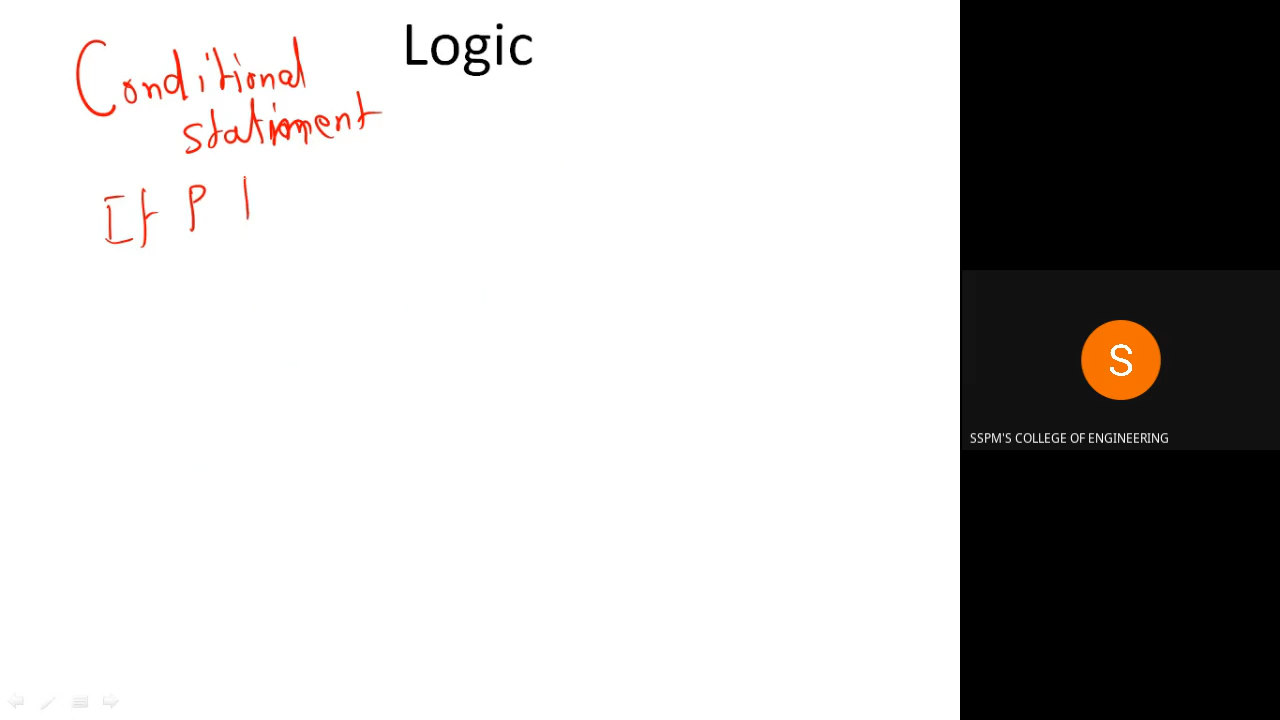 Logic
Conditional
statement
If P
S
SSPM'S COLLEGE OF ENGINEERING